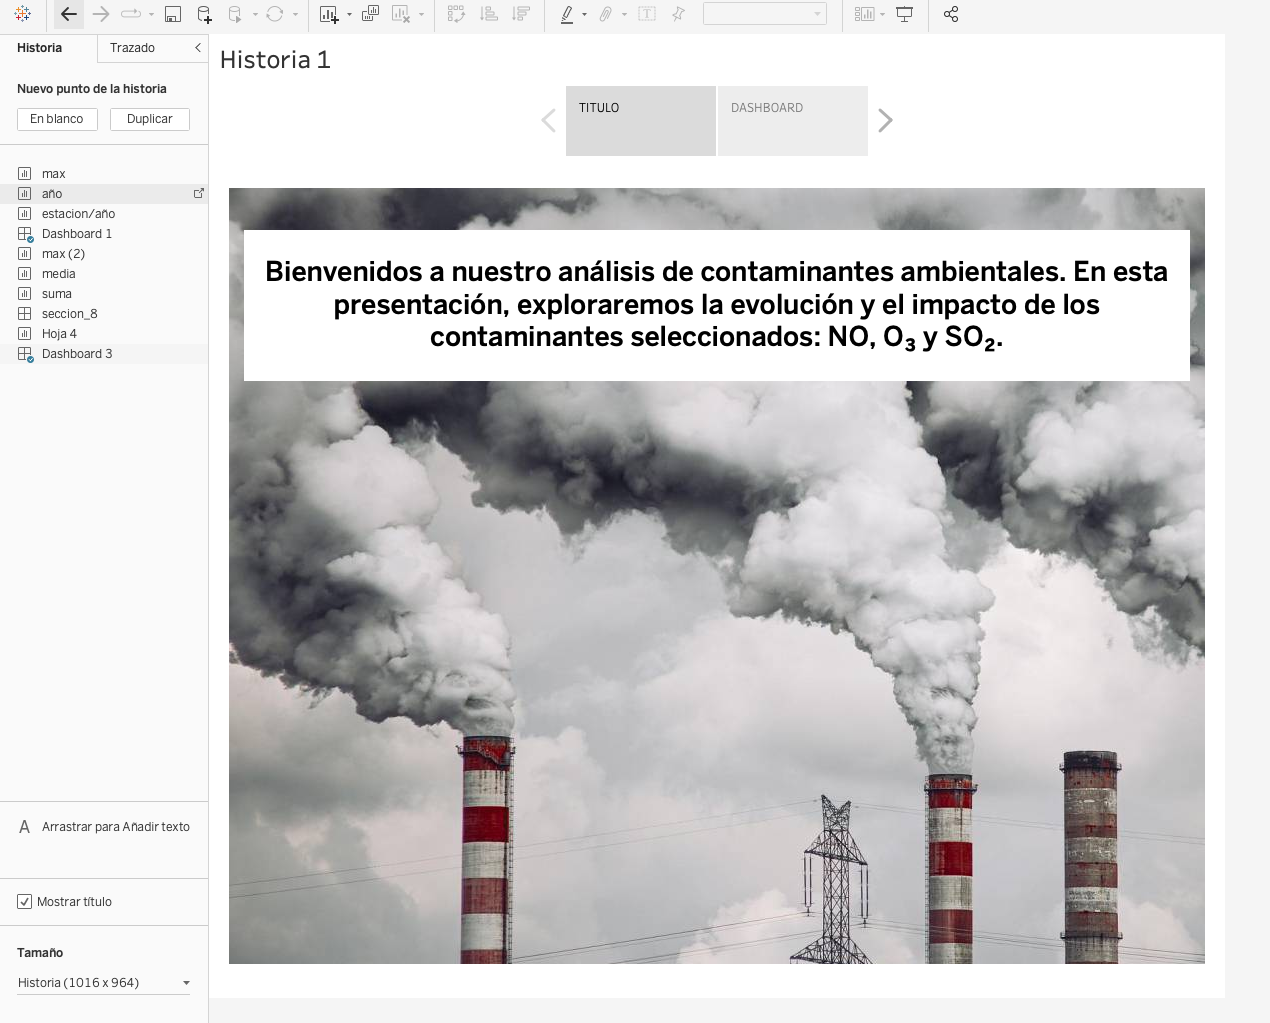 Historia
Trazado
Nuevo punto de la historia
En blanco
Duplicar
max
año
estacion/año
Dashboard 1
max (2)
media
suma
seccion_8
Hoja 4
Dashboard 3
A Arrastrar para Añadir texto
Mostrar título
Tamaño
Historia (1016 x 964)
Historia 1
TITULO
DASHBOARD
Bienvenidos a nuestro análisis de contaminantes ambientales. En esta
presentación, exploraremos la evolución y el impacto de los
contaminantes seleccionados: NO, O₃ y SO₂.